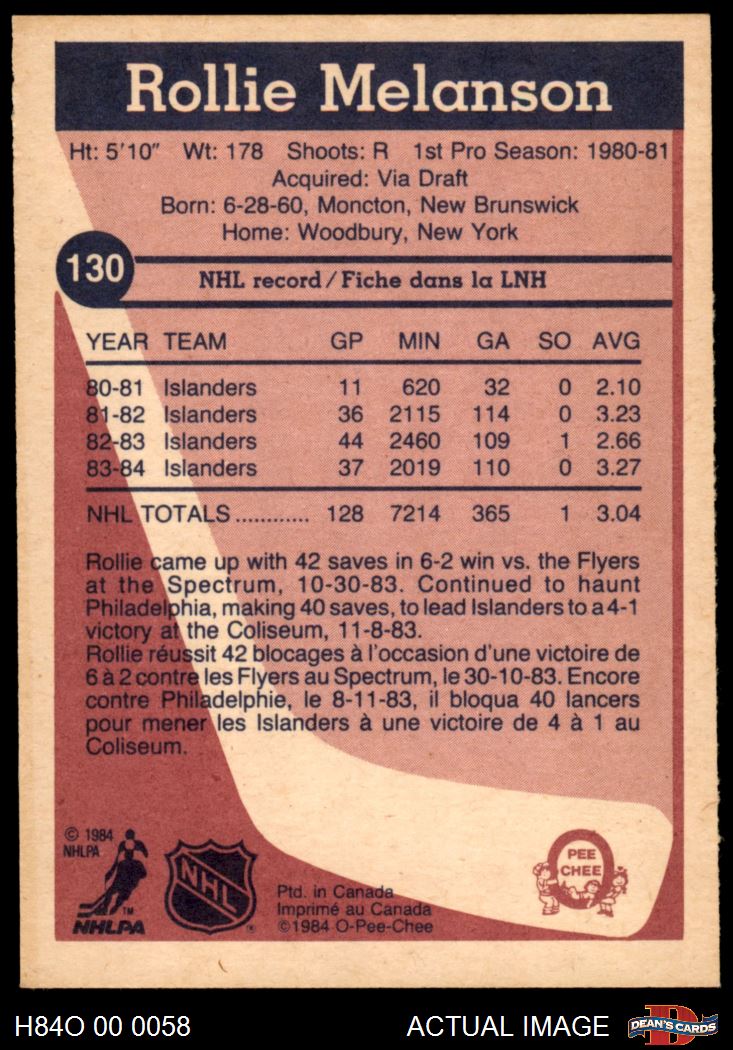 Rollie Melanson
Ht: 5'10" Wt: 178 Shoots: R 1st Pro Season: 1980-81
Acquired: Via Draft
Born: 6-28-60, Moncton, New Brunswick
Home: Woodbury, New York
130
NHL record/Fiche dans la LNH
YEAR TEAM GP MIN GA SO AVG
80-81 Islanders 11 620 32 0 2.10
81-82 Islanders 36 2115 114 0 3.23
82-83 Islanders 44 2460 109 1 2.66
83-84 Islanders 37 2019 110 0 3.27
NHL TOTALS ............ 128 7214 365 1 3.04
Rollie came up with 42 saves in 6-2 win vs. the Flyers
at the Spectrum, 10-30-83. Continued to haunt
Philadelphia, making 40 saves, to lead Islanders to a 4-1
victory at the Coliseum, 11-8-83.
Rollie réussit 42 blocages à l'occasion d'une victoire de
6 à 2 contre les Flyers au Spectrum, le 30-10-83. Encore
contre Philadelphie, le 8-11-83, il bloqua 40 lancers
pour mener les Islanders à une victoire de 4 à 1 au
Coliseum.
© 1984
NHLPA
TM
NHLPA
NHL
®
Ptd. in Canada
Imprimé au Canada
©1984 O-Pee-Chee
O
PEE
CHEE
H84O 00 0058
ACTUAL IMAGE
D
DEAN'S CARDS